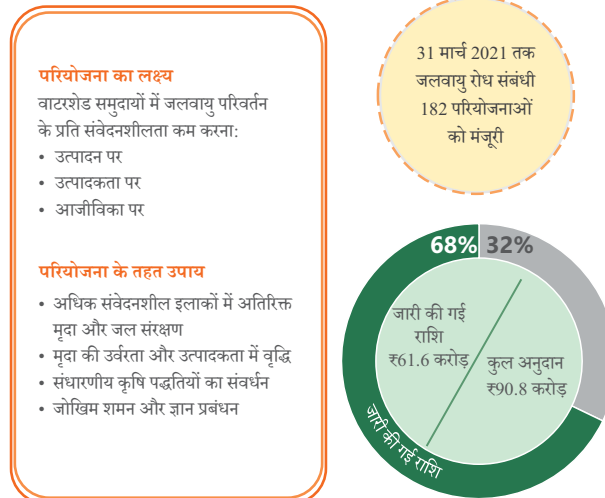 परियोजना का लक्ष्य
वाटरशेड समुदायों में जलवायु परिवर्तन
के प्रति संवेदनशीलता कम करना:
• उत्पादन पर
• उत्पादकता पर
• आजीविका पर
परियोजना के तहत उपाय
• अधिक संवेदनशील इलाकों में अतिरिक्त
मृदा और जल संरक्षण
• मृदा की उर्वरता और उत्पादकता में वृद्धि
• संधारणीय कृषि पद्धतियों का संवर्धन
• जोखिम शमन और ज्ञान प्रबंधन
31 मार्च 2021 तक
जलवायु रोध संबंधी
182 परियोजनाओं
को मंजूरी
68% 32%
जारी की गई
राशि
₹61.6 करोड़
कुल अनुदान
₹90.8 करोड़
जारी की गई राशि